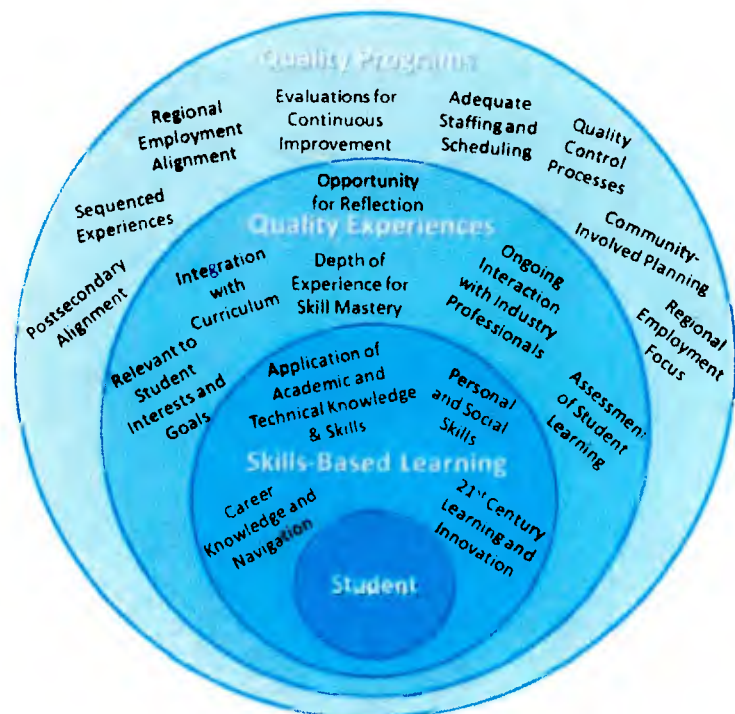 Quality Programs
Regional
Employment
Alignment
Evaluations for
Continuous
Improvement
Adequate
Staffing and
Scheduling
Quality
Control
Processes
Sequenced
Experiences
Community-
Involved Planning
Postsecondary
Alignment
Regional
Employment
Focus
Opportunity
for Reflection
Quality Experiences
Integration
with
Curriculum
Depth of
Experience for
Skill Mastery
Ongoing
Interaction
with Industry
Professionals
Relevant to
Student
Interests and
Goals
Assessment
of Student
Learning
Application of
Academic and
Technical Knowledge
& Skills
Personal
and Social
Skills
Skills-Based Learning
Career
Knowledge and
Navigation
21st Century
Learning and
Innovation
Student